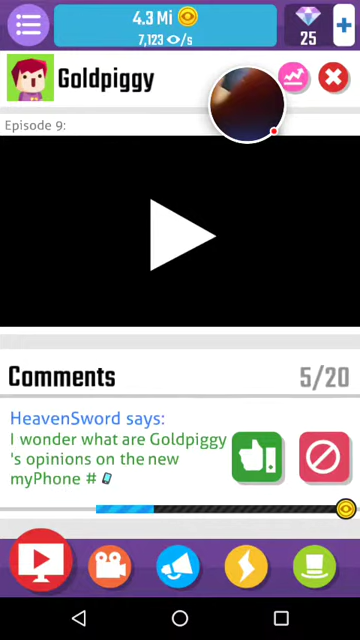 4.3 Mi
7,123 /s
25
Goldpiggy
Episode 9:
Comments
5/20
HeavenSword says:
I wonder what are Goldpiggy
's opinions on the new
myPhone #